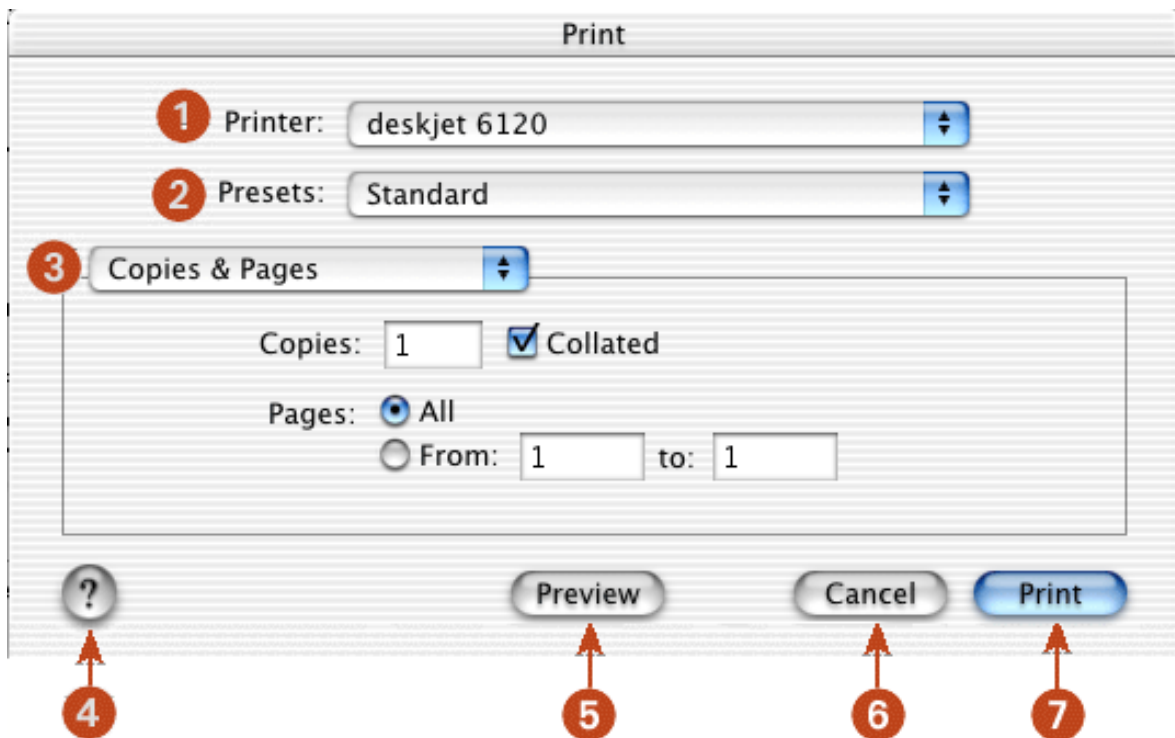 Print
1 Printer: deskjet 6120
2 Presets: Standard
3 Copies & Pages
Copies: 1 Collated
Pages: All
From: 1 to: 1
? Preview Cancel Print
4 5 6 7